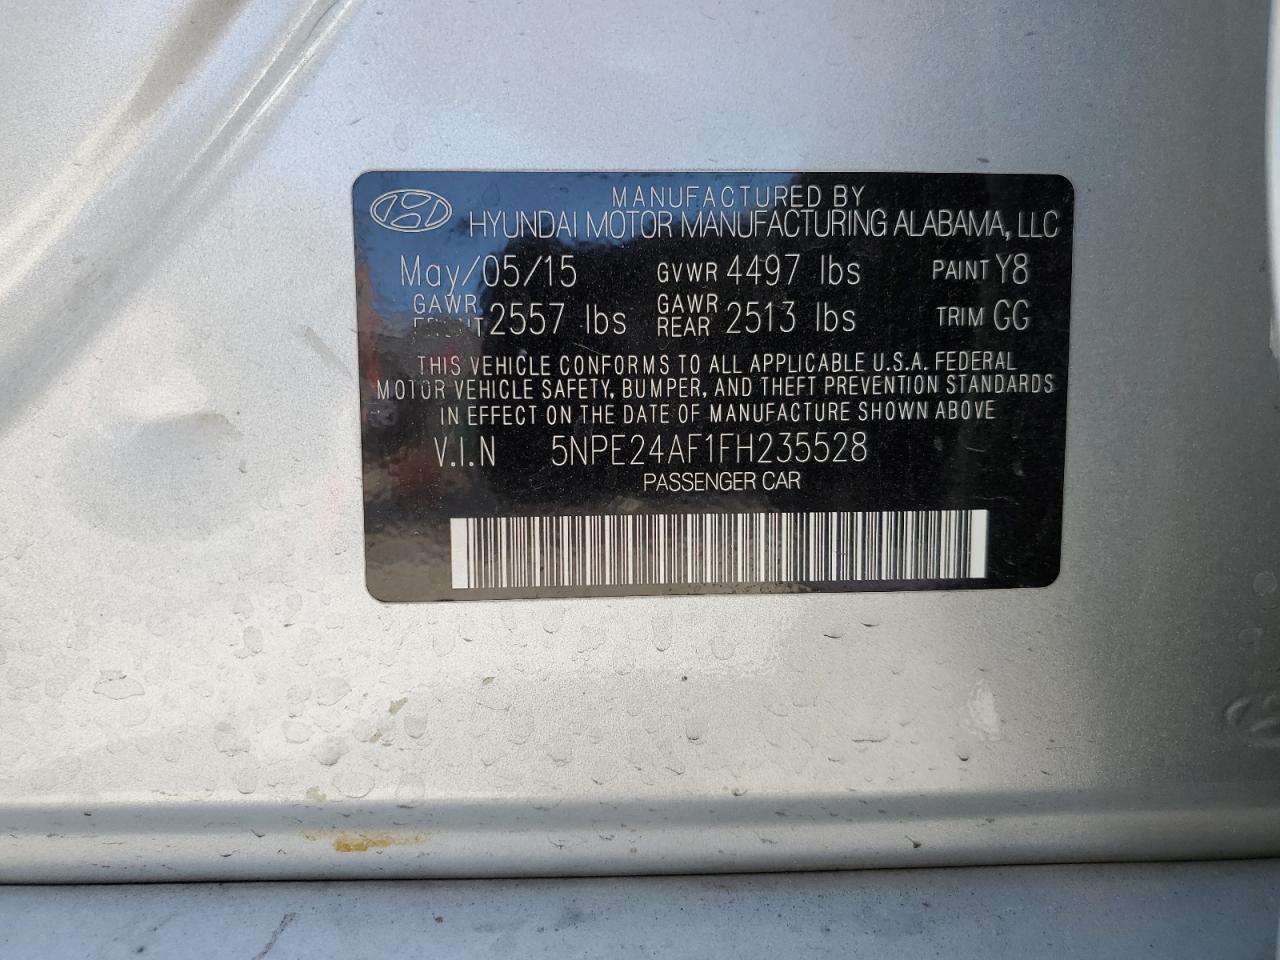 MANUFACTURED BY
HYUNDAI MOTOR MANUFACTURING ALABAMA, LLC
May/05/15 GVWR 4497 lbs PAINT Y8
GAWR FRONT 2557 lbs GAWR REAR 2513 lbs TRIM GG
THIS VEHICLE CONFORMS TO ALL APPLICABLE U.S.A. FEDERAL
MOTOR VEHICLE SAFETY, BUMPER, AND THEFT PREVENTION STANDARDS
IN EFFECT ON THE DATE OF MANUFACTURE SHOWN ABOVE
V.I.N 5NPE24AF1FH235528
PASSENGER CAR